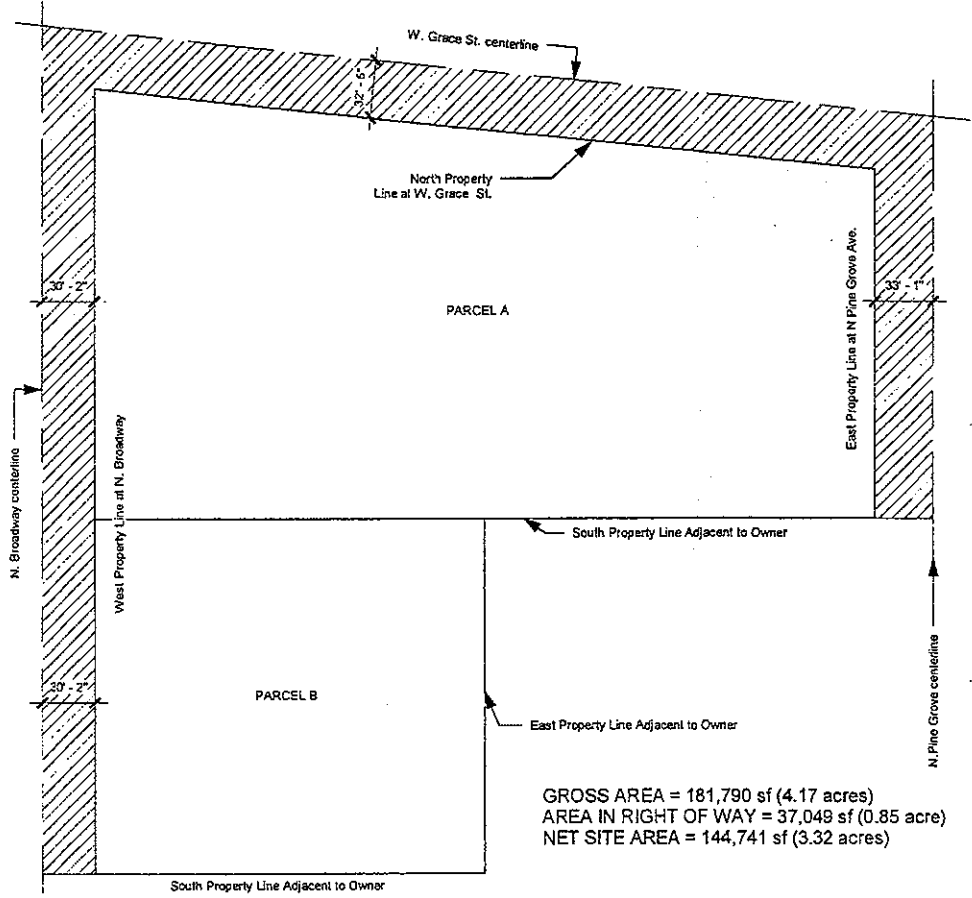 W. Grace St. centerline
32' - 6"
North Property
Line at W. Grace St.
30' - 2"
33' - 1"
PARCEL A
East Property Line at N Pine Grove Ave.
N. Broadway centerline
West Property Line at N. Broadway
South Property Line Adjacent to Owner
N.Pine Grove centerline
30' - 2"
PARCEL B
East Property Line Adjacent to Owner
GROSS AREA = 181,790 sf (4.17 acres)
AREA IN RIGHT OF WAY = 37,049 sf (0.85 acre)
NET SITE AREA = 144,741 sf (3.32 acres)
South Property Line Adjacent to Owner